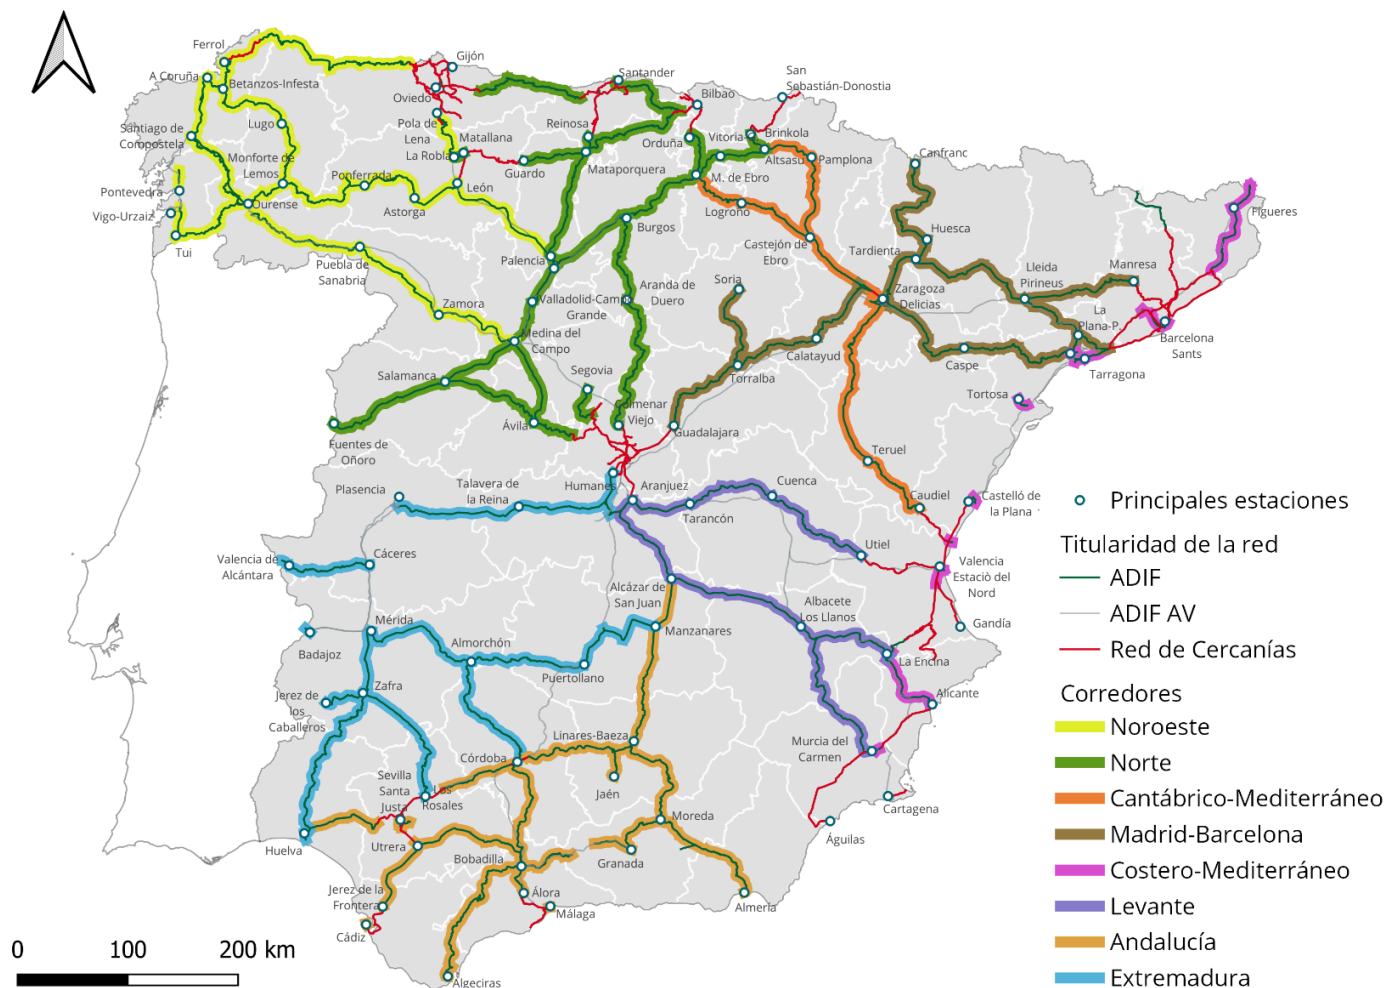 Ferrol
Gijón
A Coruña
Betanzos-Infesta
Oviedo
Santander
San
Sebastián-Donostia
Bilbao
Lugo
Pola de
Lena
Matallana
La Robla
Reinosa
Orduña
Vitoria
Brinkola
Santiago de
Compostela
Monforte de
Lemos
Ponferrada
Guardo
Mataporquera
Altsasu
Pamplona
Canfranc
Pontevedra
Vigo-Urzaiz
Ourense
Astorga
León
M. de Ebro
Logroño
Tui
Burgos
Castejón de
Ebro
Tardienta
Huesca
Figueres
Puebla de
Sanabria
Palencia
Zamora
Valladolid-Campo
Grande
Aranda de
Duero
Soria
Zaragoza
Delicias
Lleida
Pirineus
Manresa
La
Plana-P.
Barcelona
Sants
Medina del
Campo
Calatayud
Caspe
Tarragona
Salamanca
Segovia
Torralba
Tortosa
Ávila
Colmenar
Viejo
Guadalajara
Fuentes de
Oñoro
Teruel
Plasencia
Talavera de
la Reina
Humanes
Aranjuez
Cuenca
Caudiel
Castelló de
la Plana
Tarancón
Utiel
Valencia de
Alcántara
Cáceres
Valencia
Estaciò del
Nord
Alcázar de
San Juan
Albacete
Los Llanos
Gandía
Mérida
Badajoz
Almorchón
Manzanares
Puertollano
La Encina
Zafra
Jerez de
los
Caballeros
Alicante
Linares-Baeza
Murcia del
Carmen
Córdoba
Sevilla
Santa
Justa
Los
Rosales
Jaén
Cartagena
Moreda
Águilas
Huelva
Utrera
Bobadilla
Granada
Jerez de la
Frontera
Álora
Málaga
Almería
Cádiz
Algeciras
Principales estaciones
Titularidad de la red
ADIF
ADIF AV
Red de Cercanías
Corredores
Noroeste
Norte
Cantábrico-Mediterráneo
Madrid-Barcelona
Costero-Mediterráneo
Levante
Andalucía
Extremadura
0 100 200 km